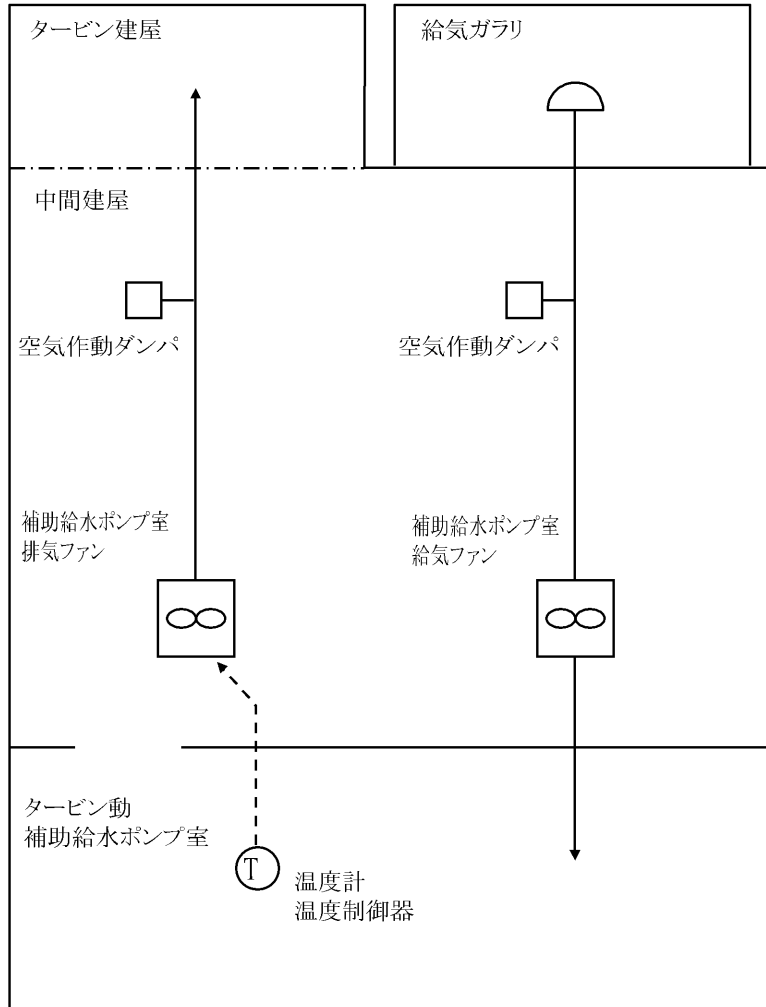 タービン建屋
給気ガラリ
中間建屋
空気作動ダンパ
空気作動ダンパ
補助給水ポンプ室
排気ファン
補助給水ポンプ室
給気ファン
タービン動
補助給水ポンプ室
T
温度計
温度制御器